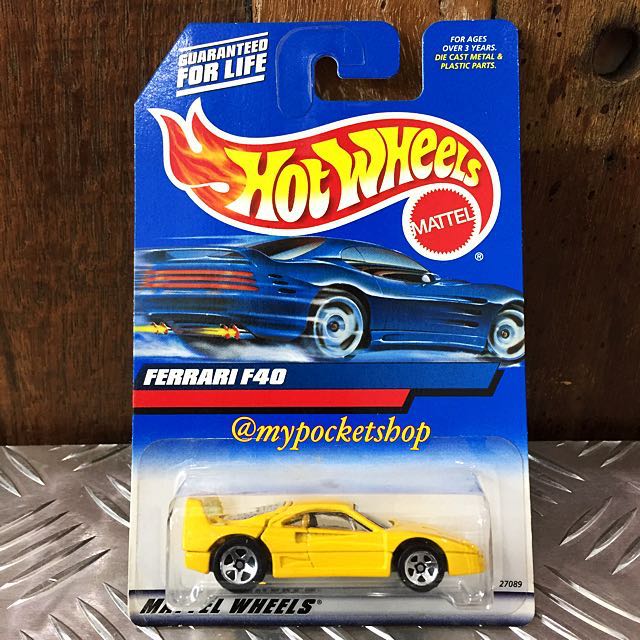 GUARANTEED
FOR LIFE
FOR AGES
OVER 3 YEARS.
DIE CAST METAL &
PLASTIC PARTS.
HOT WHEELS
MATTEL
®
FERRARI F40
@mypocketshop
27089
MATTEL WHEELS®